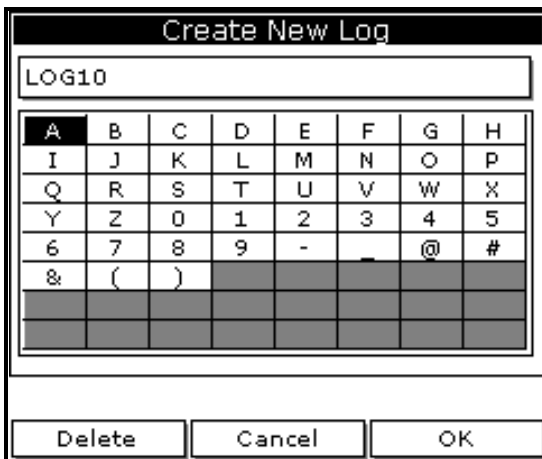 Create New Log
LOG10
A B C D E F G H
I J K L M N O P
Q R S T U V W X
Y Z 0 1 2 3 4 5
6 7 8 9 - _ @ #
& ( )
Delete Cancel OK